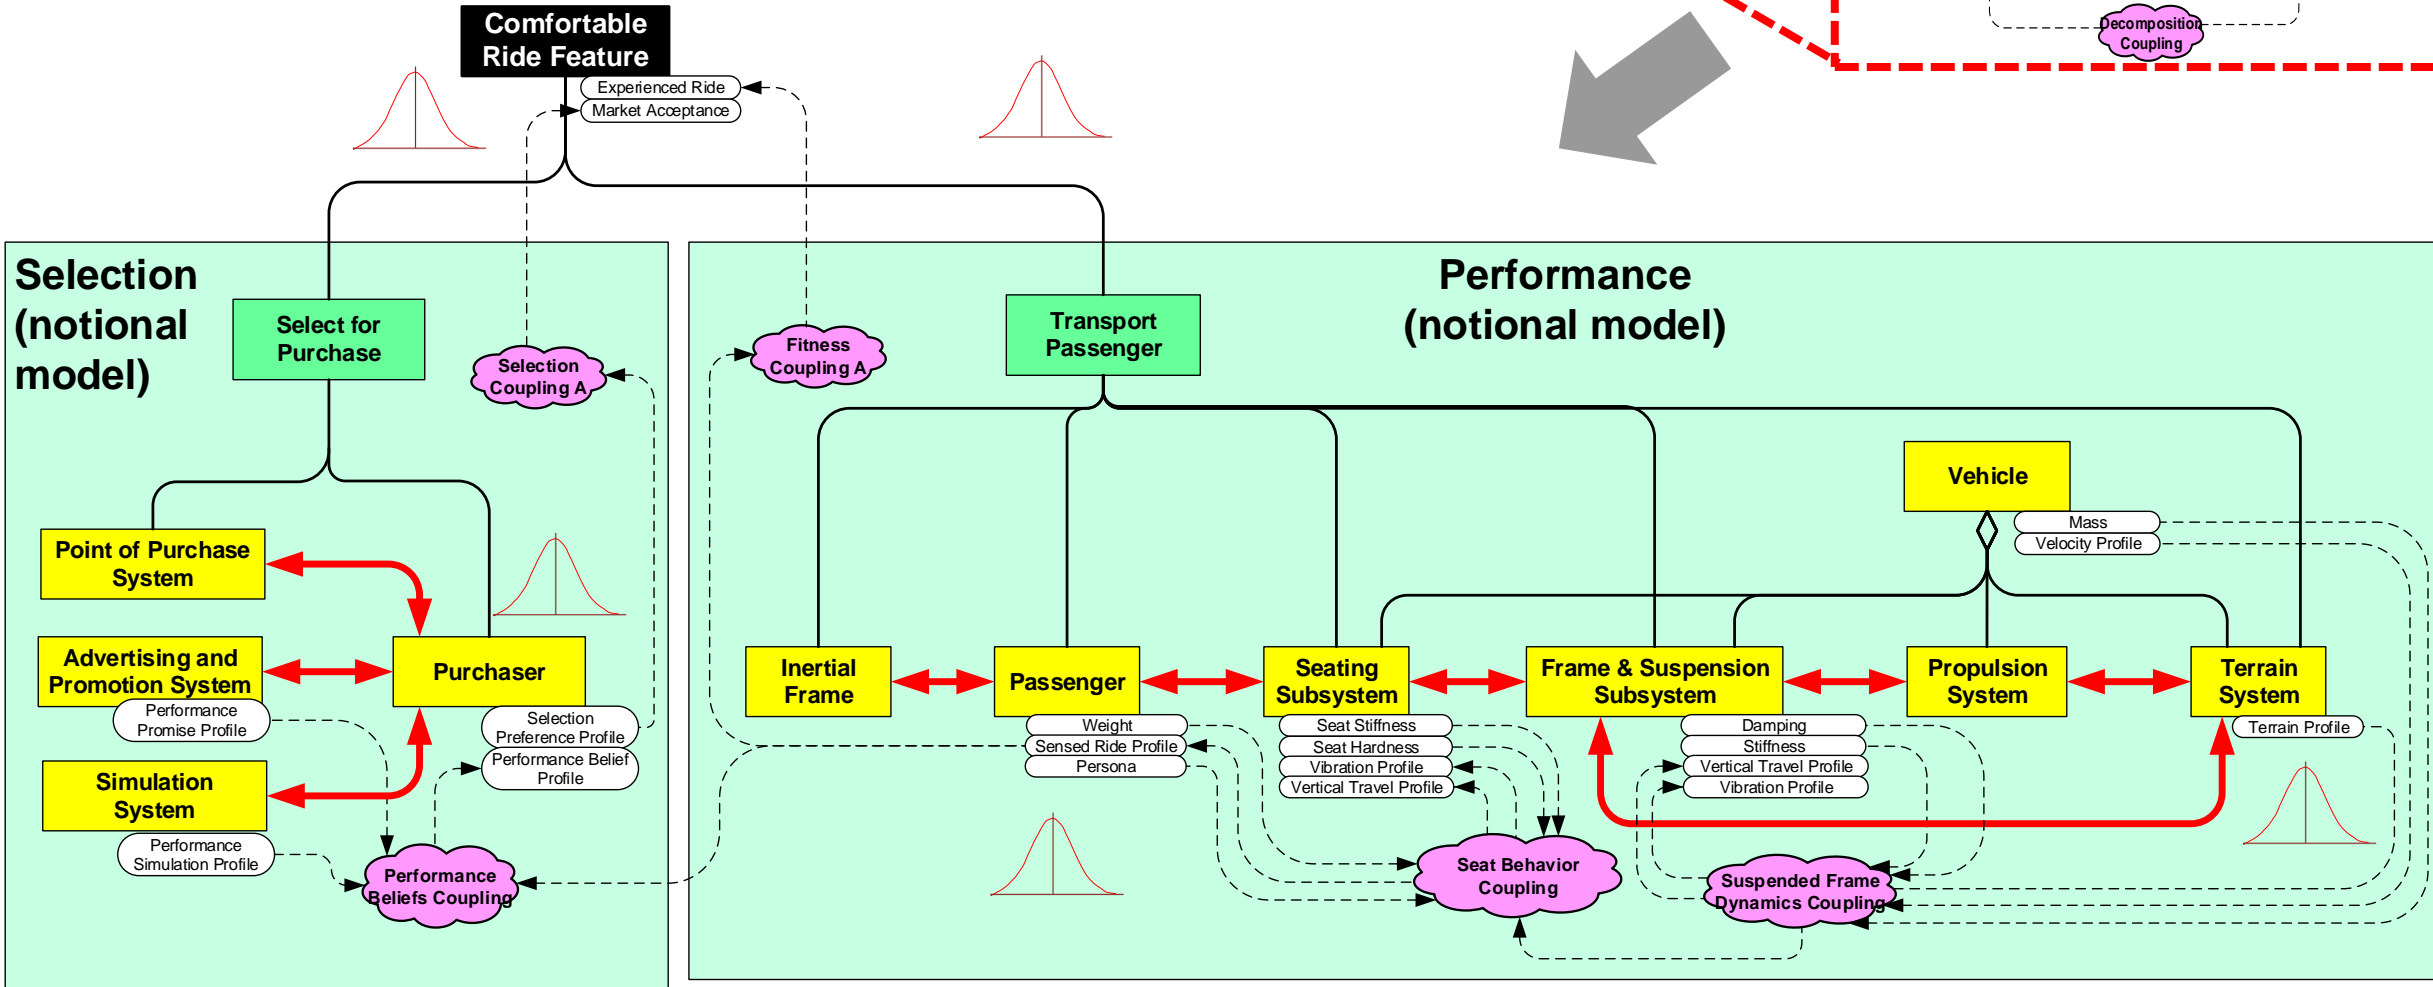 Comfortable
Ride Feature
Experienced Ride
Market Acceptance
Decomposition
Coupling
Selection
(notional
model)
Select for
Purchase
Selection
Coupling A
Point of Purchase
System
Advertising and
Promotion System
Performance
Promise Profile
Purchaser
Selection
Preference Profile
Performance Belief
Profile
Simulation
System
Performance
Simulation Profile
Performance
Beliefs Coupling
Performance
(notional model)
Fitness
Coupling A
Transport
Passenger
Vehicle
Mass
Velocity Profile
Inertial
Frame
Passenger
Weight
Sensed Ride Profile
Persona
Seating
Subsystem
Seat Stiffness
Seat Hardness
Vibration Profile
Vertical Travel Profile
Frame & Suspension
Subsystem
Damping
Stiffness
Vertical Travel Profile
Vibration Profile
Propulsion
System
Terrain
System
Terrain Profile
Seat Behavior
Coupling
Suspended Frame
Dynamics Coupling